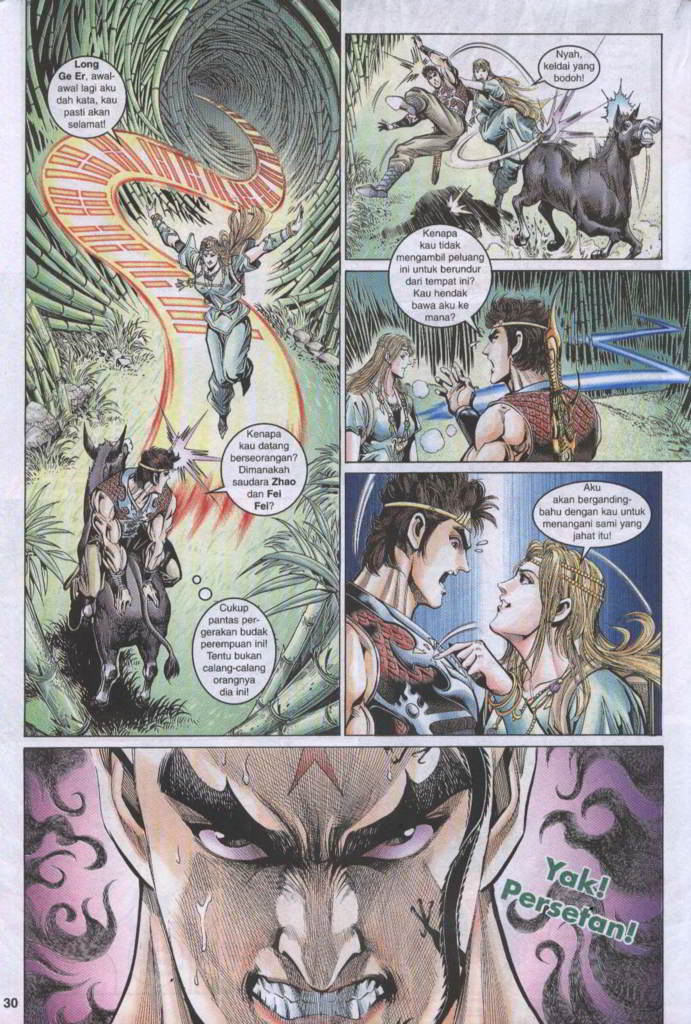 Long
Ge Er, awal-
awal lagi aku
dah kata, kau
pasti akan
selamat!
Kenapa
kau datang
berseorangan?
Dimanakah
saudara Zhao
dan Fei
Fei?
Cukup
pantas per-
gerakan budak
perempuan ini!
Tentu bukan
calang-calang
orangnya
dia ini!
Nyah,
keldai yang
bodoh!
Kenapa
kau tidak
mengambil peluang
ini untuk berundur
dari tempat ini?
Kau hendak
bawa aku ke
mana?
Aku
akan berganding-
bahu dengan kau untuk
menangani sami yang
jahat itu!
Yak!
Persetan!
30